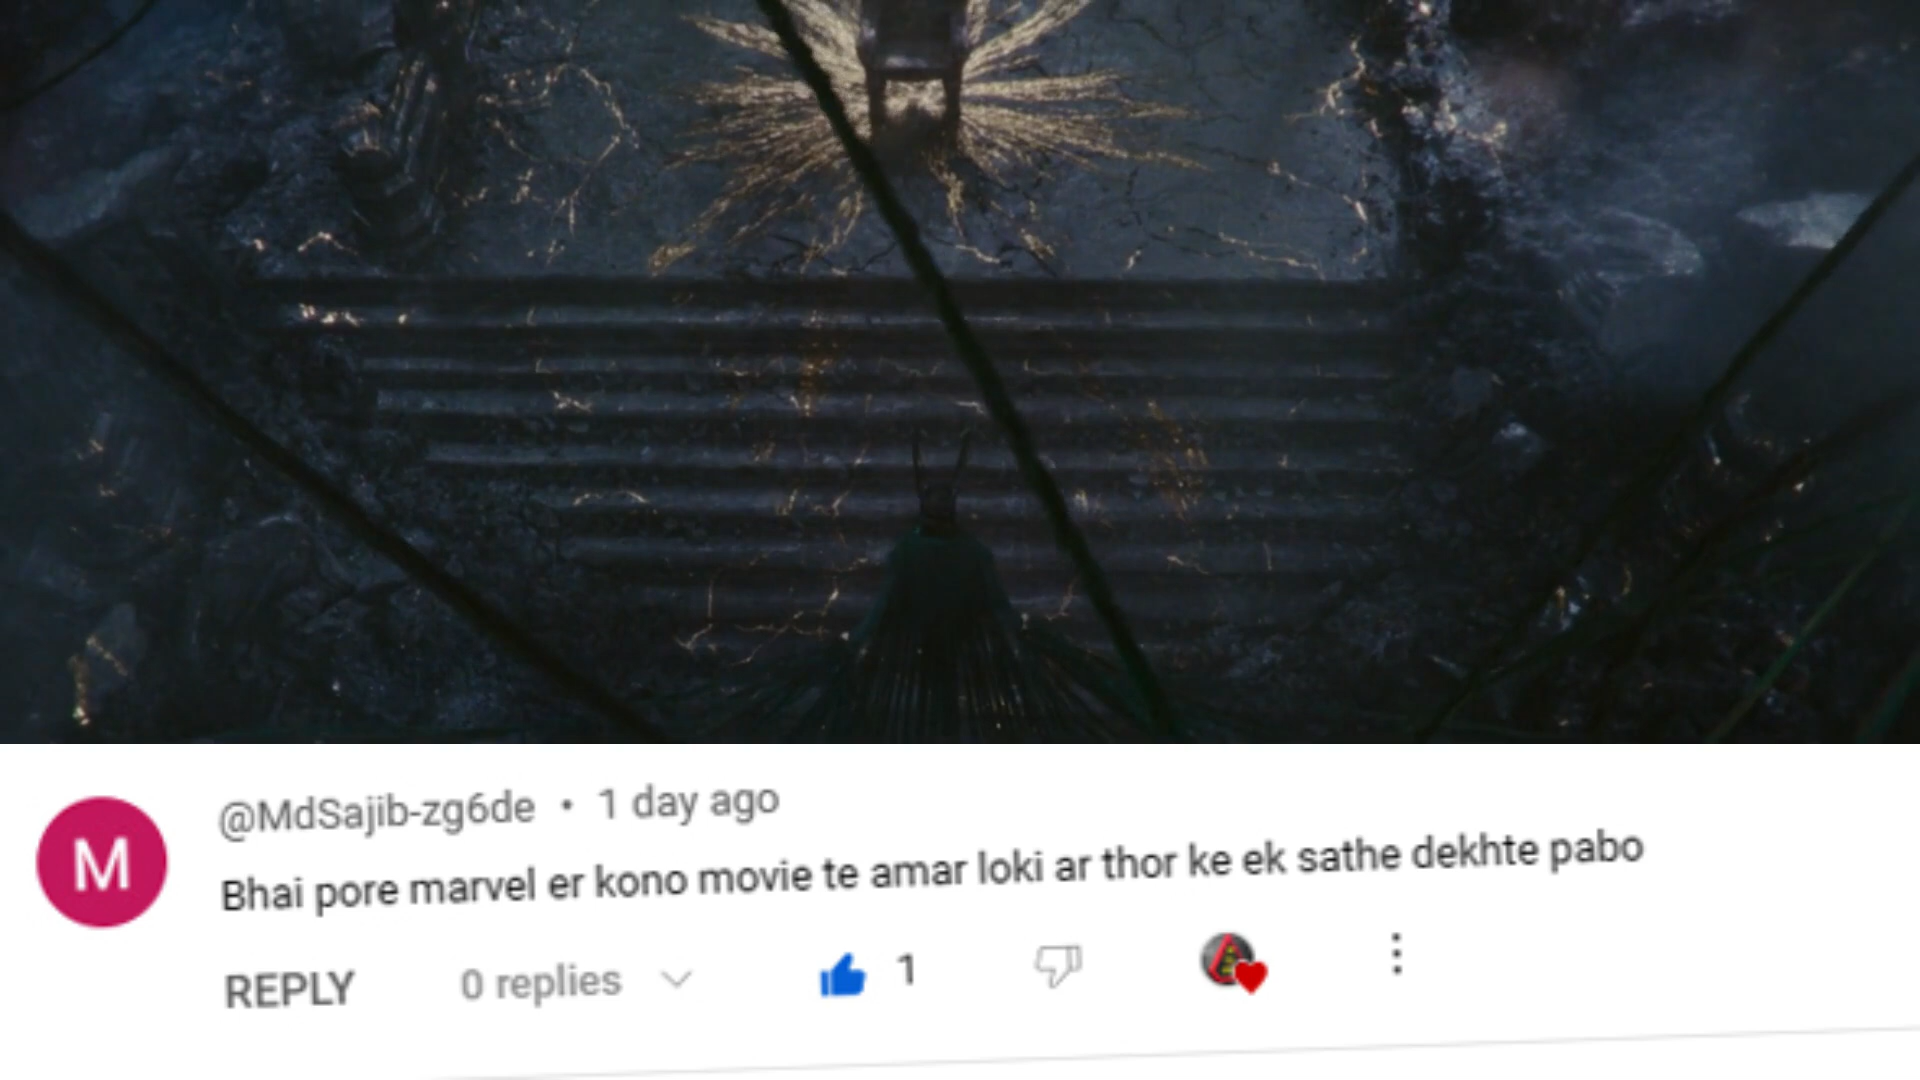 @MdSajib-zg6de • 1 day ago
Bhai pore marvel er kono movie te amar loki ar thor ke ek sathe dekhte pabo
REPLY 0 replies 1
M